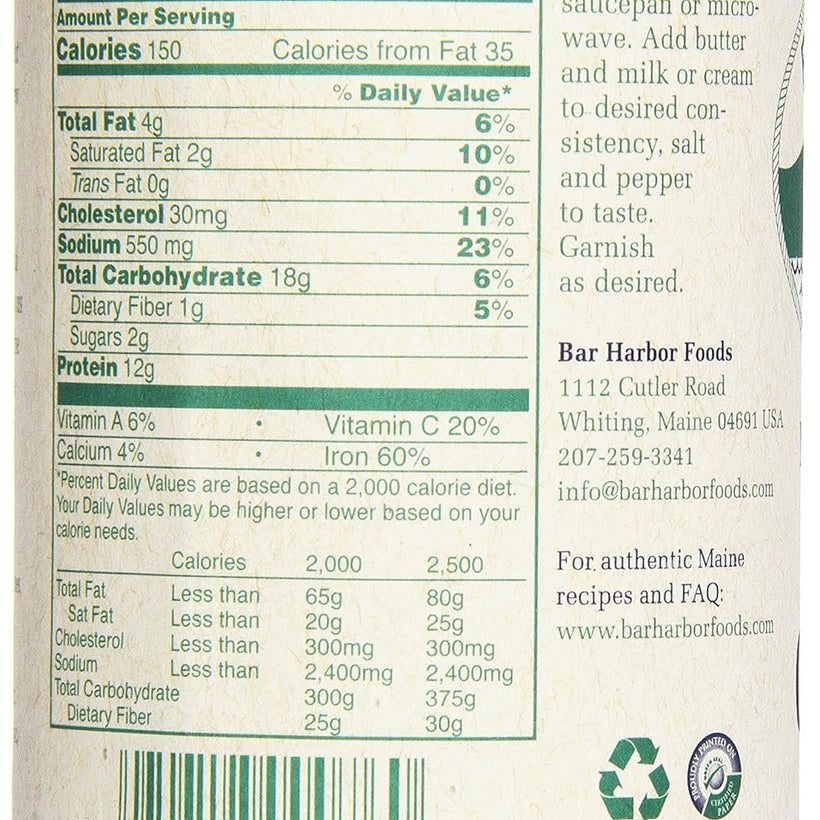 Amount Per Serving
Calories 150 Calories from Fat 35
% Daily Value*
Total Fat 4g 6%
Saturated Fat 2g 10%
Trans Fat 0g 0%
Cholesterol 30mg 11%
Sodium 550 mg 23%
Total Carbohydrate 18g 6%
Dietary Fiber 1g 5%
Sugars 2g
Protein 12g
Vitamin A 6% • Vitamin C 20%
Calcium 4% • Iron 60%
*Percent Daily Values are based on a 2,000 calorie diet.
Your Daily Values may be higher or lower based on your
calorie needs.
Calories 2,000 2,500
Total Fat Less than 65g 80g
Sat Fat Less than 20g 25g
Cholesterol Less than 300mg 300mg
Sodium Less than 2,400mg 2,400mg
Total Carbohydrate 300g 375g
Dietary Fiber 25g 30g
saucepan or micro-
wave. Add butter
and milk or cream
to desired con-
sistency, salt
and pepper
to taste.
Garnish
as desired.
Bar Harbor Foods
1112 Cutler Road
Whiting, Maine 04691 USA
207-259-3341
info@barharborfoods.com
For authentic Maine
recipes and FAQ:
www.barharborfoods.com
PROUDLY PRINTED ON
CERTIFIED
PAPER